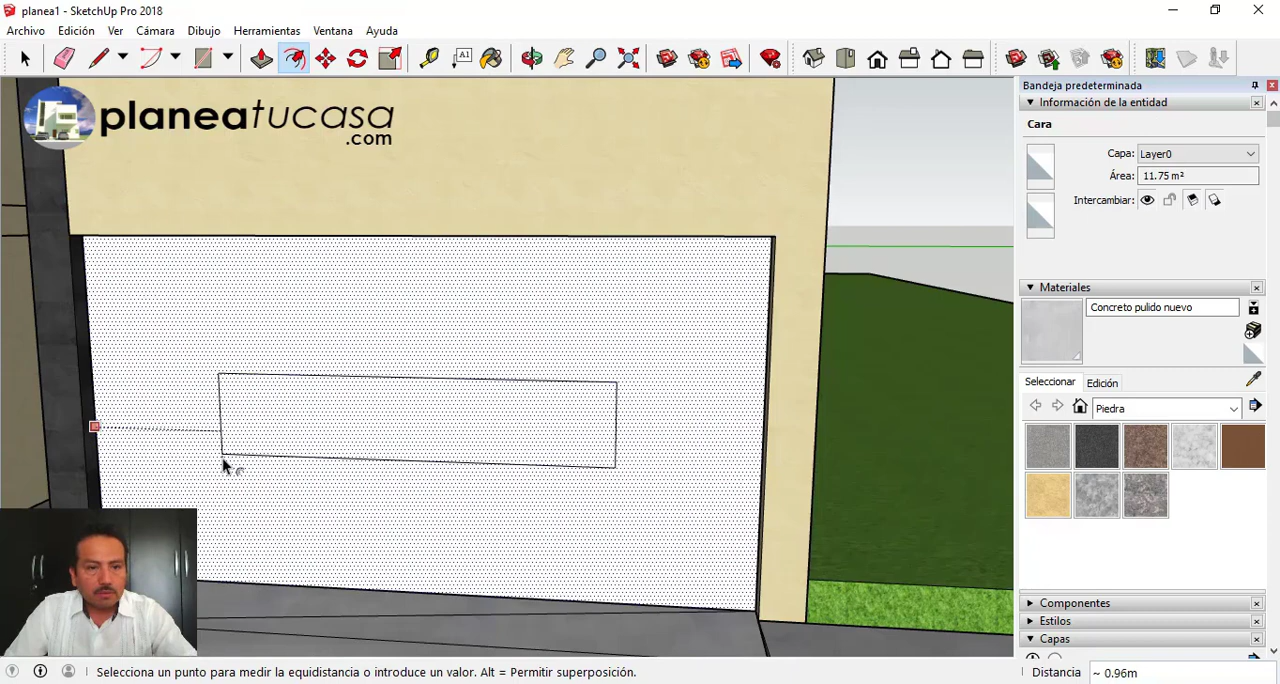 planea1 - SketchUp Pro 2018
Archivo Edición Ver Cámara Dibujo Herramientas Ventana Ayuda
A1
planeatucasa
.com
Bandeja predeterminada
Información de la entidad
Cara
Capa: Layer0
Área: 11.75 m²
Intercambiar:
Materiales
Concreto pulido nuevo
Seleccionar Edición
Piedra
Componentes
Estilos
Capas
Selecciona un punto para medir la equidistancia o introduce un valor. Alt = Permitir superposición.
Distancia ~ 0.96m